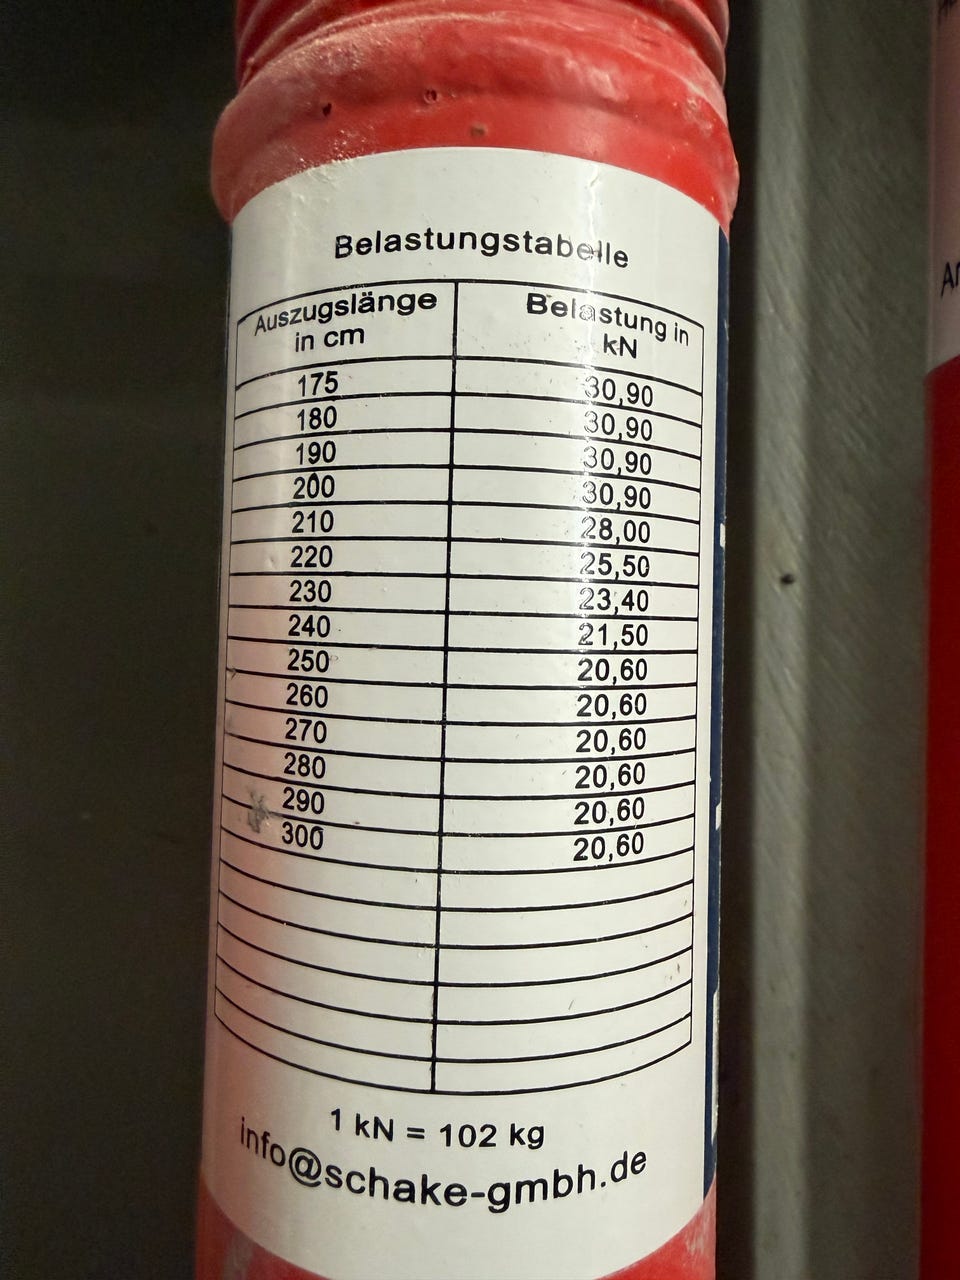 Belastungstabelle
Auszugslänge in cm
Belastung in kN
175 30,90
180 30,90
190 30,90
200 30,90
210 28,00
220 25,50
230 23,40
240 21,50
250 20,60
260 20,60
270 20,60
280 20,60
290 20,60
300 20,60
1 kN = 102 kg
info@schake-gmbh.de